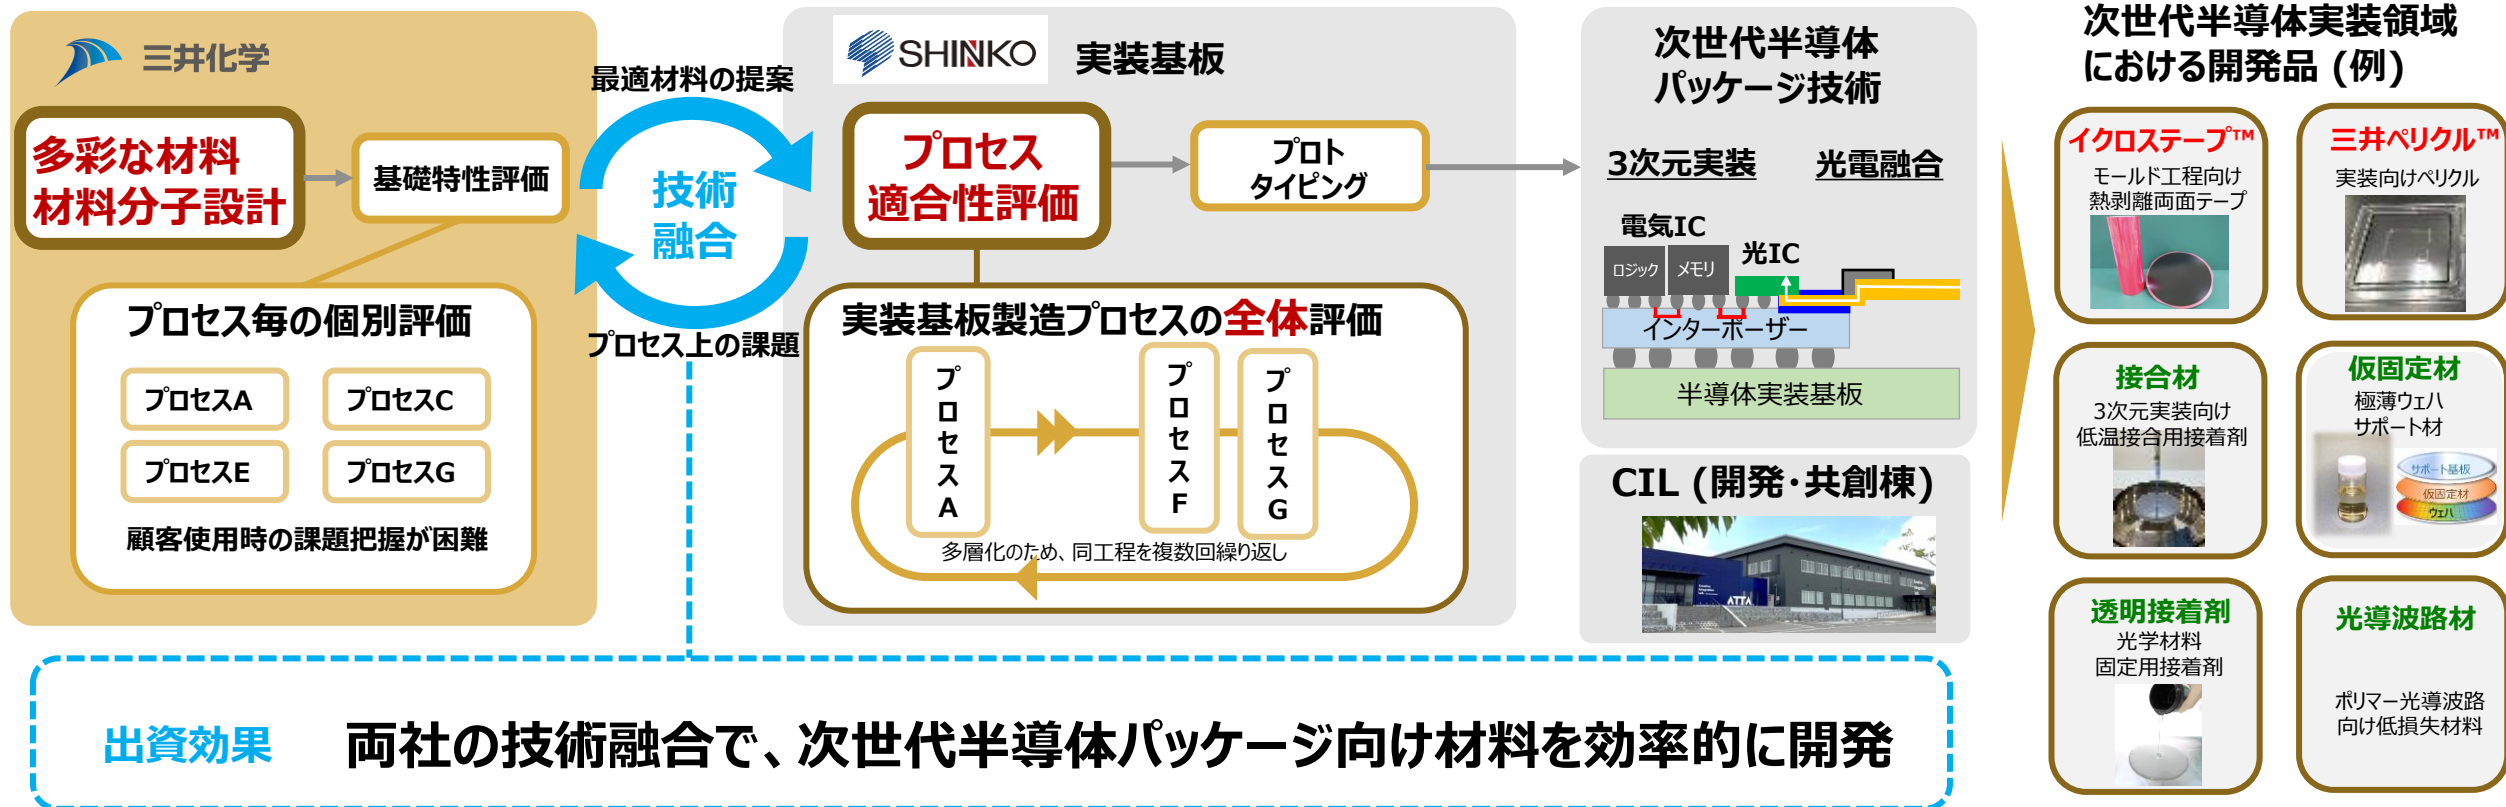 三井化学
多彩な材料
材料分子設計
基礎特性評価
プロセス毎の個別評価
プロセスA
プロセスC
プロセスE
プロセスG
顧客使用時の課題把握が困難
最適材料の提案
技術
融合
プロセス上の課題
SHINKO
実装基板
プロセス
適合性評価
プロト
タイピング
実装基板製造プロセスの全体評価
プロセスA
プロセスF
プロセスG
多層化のため、同工程を複数回繰り返し
次世代半導体
パッケージ技術
3次元実装
光電融合
電気IC
光IC
ロジック
メモリ
インターポーザー
半導体実装基板
CIL (開発・共創棟)
ATTA
出資効果
両社の技術融合で、次世代半導体パッケージ向け材料を効率的に開発
次世代半導体実装領域
における開発品 (例)
イクロステープ™
モールド工程向け
熱剥離両面テープ
三井ペリクル™
実装向けペリクル
接合材
3次元実装向け
低温接合用接着剤
仮固定材
極薄ウェハ
サポート材
サポート基板
仮固定材
ウェハ
透明接着剤
光学材料
固定用接着剤
光導波路材
ポリマー光導波路
向け低損失材料